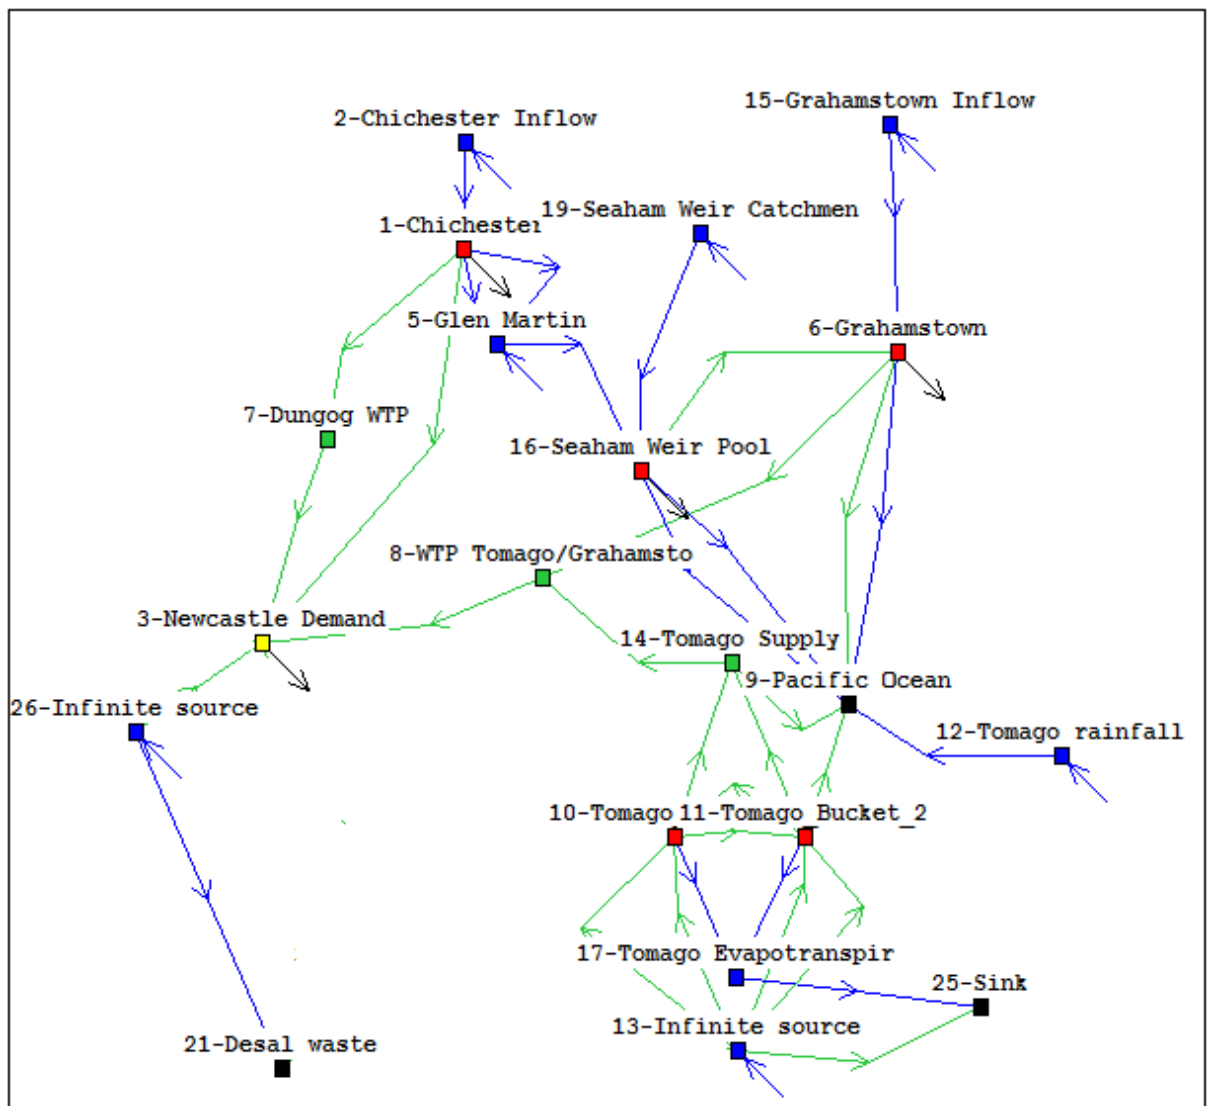 15-Grahamstown Inflow
2-Chichester Inflow
19-Seaham Weir Catchmen
1-Chichester
5-Glen Martin
6-Grahamstown
7-Dungog WTP
16-Seaham Weir Pool
8-WTP Tomago/Grahamsto
3-Newcastle Demand
14-Tomago Supply
9-Pacific Ocean
26-Infinite source
12-Tomago rainfall
10-Tomago
11-Tomago_Bucket_2
17-Tomago Evapotranspir
25-Sink
13-Infinite source
21-Desal waste